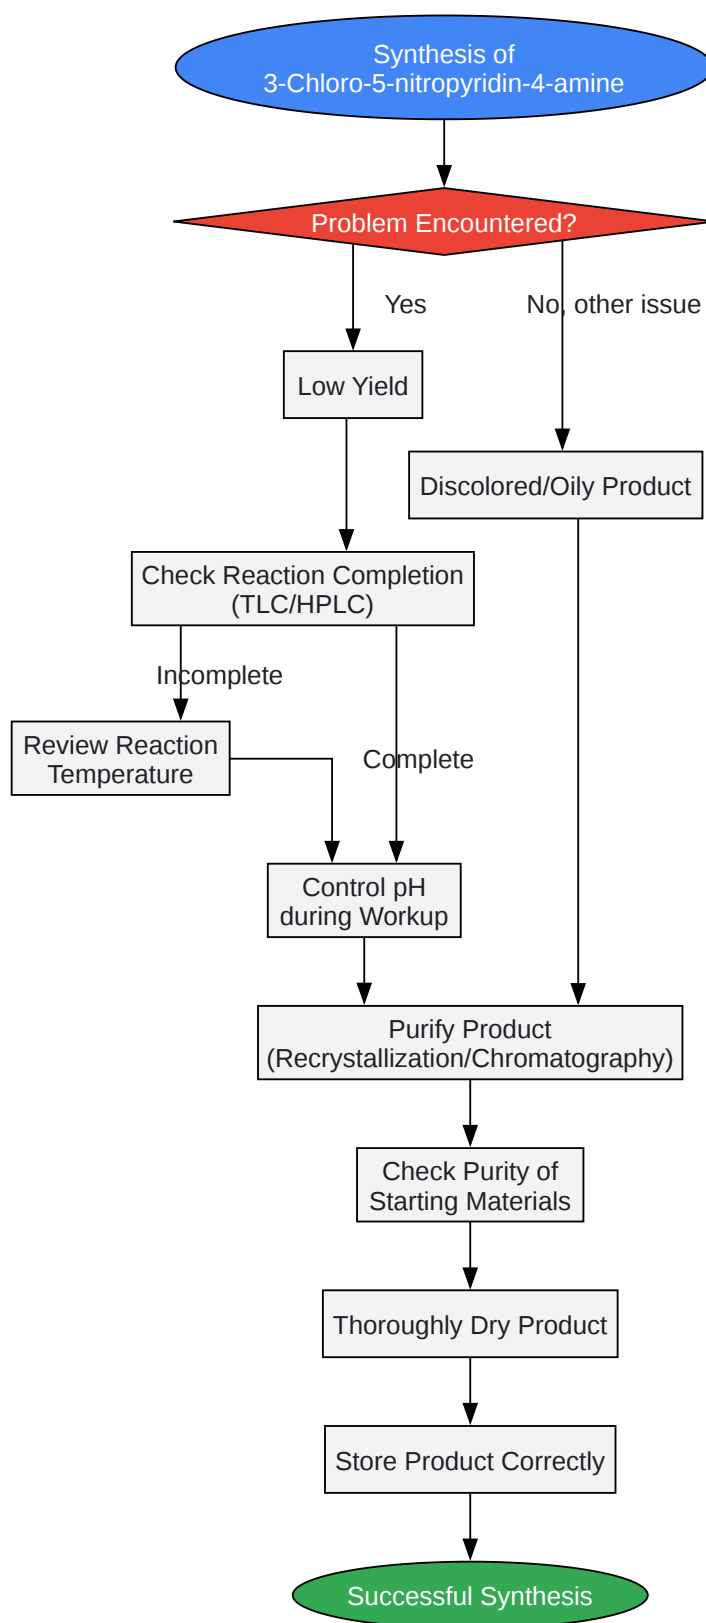 Synthesis of
3-Chloro-5-nitropyridin-4-amine
Problem Encountered?
Yes
No, other issue
Low Yield
Discolored/Oily Product
Check Reaction Completion
(TLC/HPLC)
Incomplete
Review Reaction
Temperature
Complete
Control pH
during Workup
Purify Product
(Recrystallization/Chromatography)
Check Purity of
Starting Materials
Thoroughly Dry Product
Store Product Correctly
Successful Synthesis